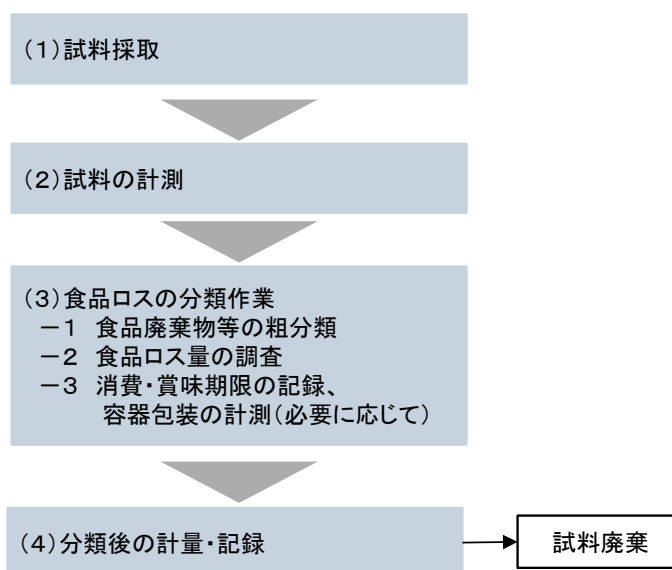 （１）試料採取
（２）試料の計測
（３）食品ロスの分類作業
－１　食品廃棄物等の粗分類
－２　食品ロス量の調査
－３　消費・賞味期限の記録、
容器包装の計測（必要に応じて）
（４）分類後の計量・記録
試料廃棄